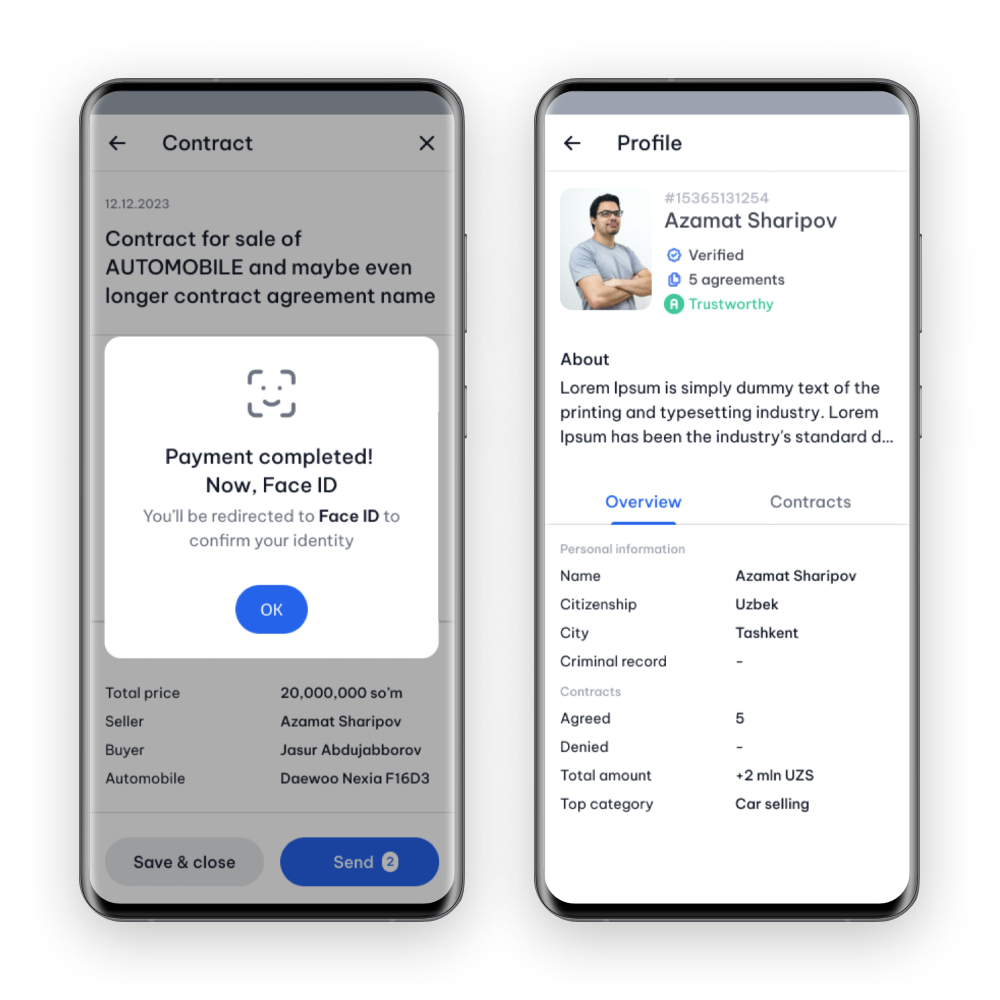 Contract
12.12.2023
Contract for sale of
AUTOMOBILE and maybe even
longer contract agreement name
Payment completed!
Now, Face ID
You'll be redirected to Face ID to
confirm your identity
OK
Total price 20,000,000 so'm
Seller Azamat Sharipov
Buyer Jasur Abdujabborov
Automobile Daewoo Nexia F16D3
Save & close Send 2
Profile
#15365131254
Azamat Sharipov
Verified
5 agreements
A Trustworthy
About
Lorem Ipsum is simply dummy text of the
printing and typesetting industry. Lorem
Ipsum has been the industry's standard d...
Overview Contracts
Personal information
Name Azamat Sharipov
Citizenship Uzbek
City Tashkent
Criminal record -
Contracts
Agreed 5
Denied -
Total amount +2 mln UZS
Top category Car selling